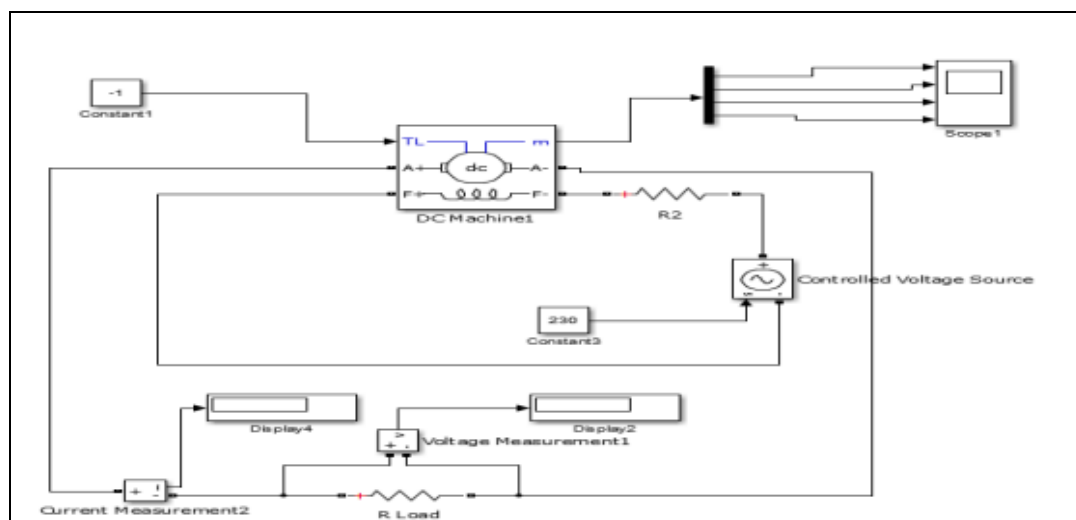 -1
Constant1
Scope1
TL
m
A+
dc
A-
F+
F-
DC Machine1
R2
+
s
-
Controlled Voltage Source
230
Constant3
Display4
Display2
v
+ -
Voltage Measurement1
+ i
-
Current Measurement2
R Load